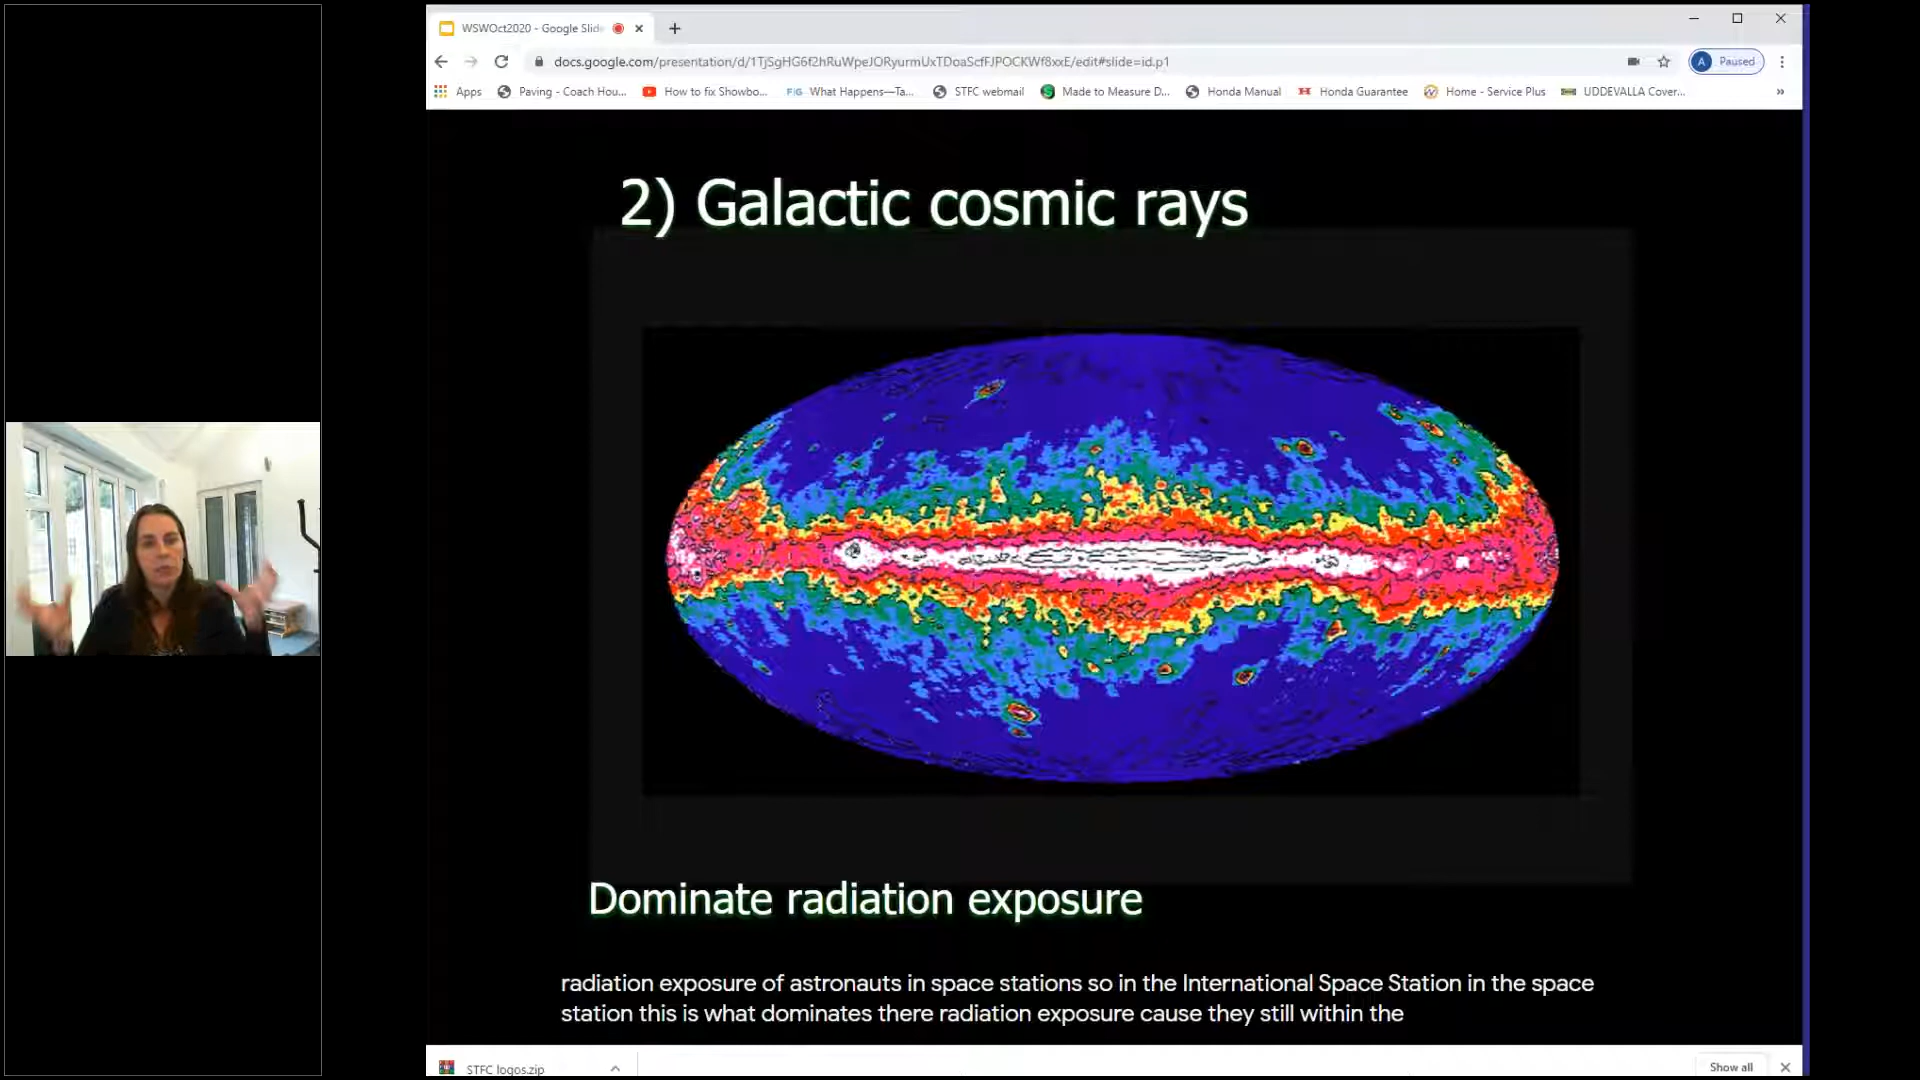 WSWOct2020 - Google Slid
docs.google.com/presentation/d/1TjSgHG6f2hRuWpeJORyurmUxTDoaScfFJPOCKWf8xxE/edit#slide=id.p1
A Paused
Apps Paving - Coach Hou... How to fix Showbo... FiG What Happens—Ta... STFC webmail Made to Measure D... Honda Manual Honda Guarantee Home - Service Plus UDDEVALLA Cover... »
2) Galactic cosmic rays
Dominate radiation exposure
radiation exposure of astronauts in space stations so in the International Space Station in the space
station this is what dominates there radiation exposure cause they still within the
STFC logos.zip
Show all